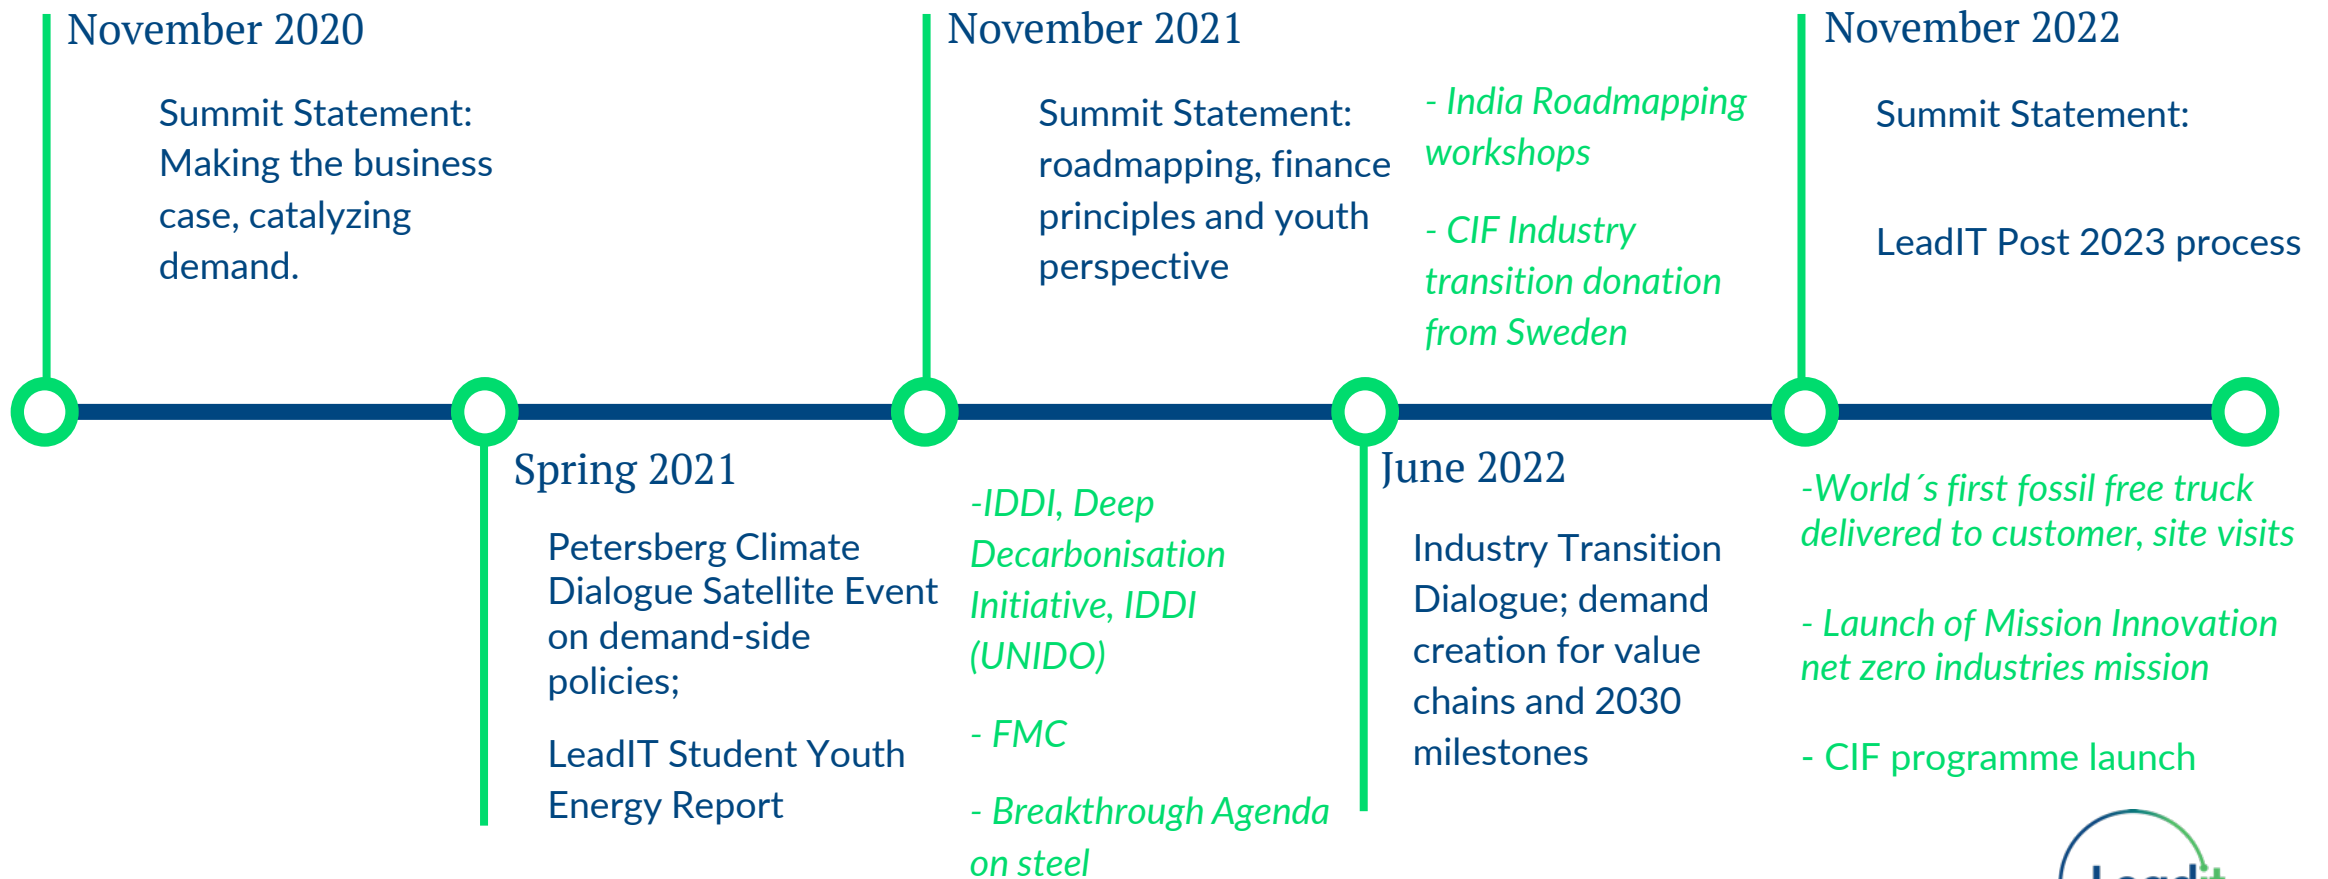 November 2020
Summit Statement:
Making the business
case, catalyzing
demand.
Spring 2021
Petersberg Climate
Dialogue Satellite Event
on demand-side
policies;
LeadIT Student Youth
Energy Report
November 2021
Summit Statement:
roadmapping, finance
principles and youth
perspective
-IDDI, Deep
Decarbonisation
Initiative, IDDI
(UNIDO)
- FMC
- Breakthrough Agenda
on steel
- India Roadmapping
workshops
- CIF Industry
transition donation
from Sweden
June 2022
Industry Transition
Dialogue; demand
creation for value
chains and 2030
milestones
November 2022
Summit Statement:
LeadIT Post 2023 process
-World´s first fossil free truck
delivered to customer, site visits
- Launch of Mission Innovation
net zero industries mission
- CIF programme launch
Leadit